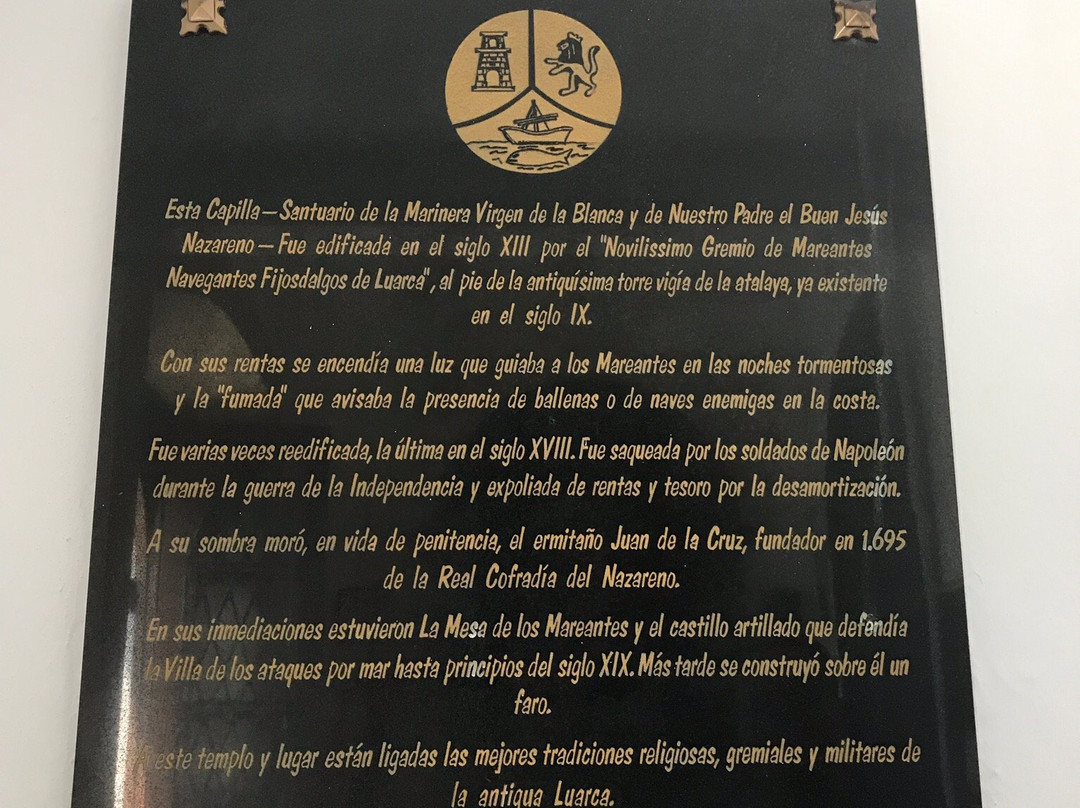 Esta Capilla – Santuario de la Marinera Virgen de la Blanca y de Nuestro Padre el Buen Jesús
Nazareno – Fue edificada en el siglo XIII por el "Novilissimo Gremio de Mareantes
Navegantes Fijosdalgos de Luarca", al pie de la antiquísima torre vigía de la atalaya, ya existente
en el siglo IX.
Con sus rentas se encendía una luz que guiaba a los Mareantes en las noches tormentosas
y la "fumada" que avisaba la presencia de ballenas o de naves enemigas en la costa.
Fue varias veces reedificada, la última en el siglo XVIII. Fue saqueada por los soldados de Napoleón
durante la guerra de la Independencia y expoliada de rentas y tesoro por la desamortización.
A su sombra moró, en vida de penitencia, el ermitaño Juan de la Cruz, fundador en 1.695
de la Real Cofradía del Nazareno.
En sus inmediaciones estuvieron La Mesa de los Mareantes y el castillo artillado que defendía
la Villa de los ataques por mar hasta principios del siglo XIX. Más tarde se construyó sobre él un
faro.
A este templo y lugar están ligadas las mejores tradiciones religiosas, gremiales y militares de
la antigua Luarca.